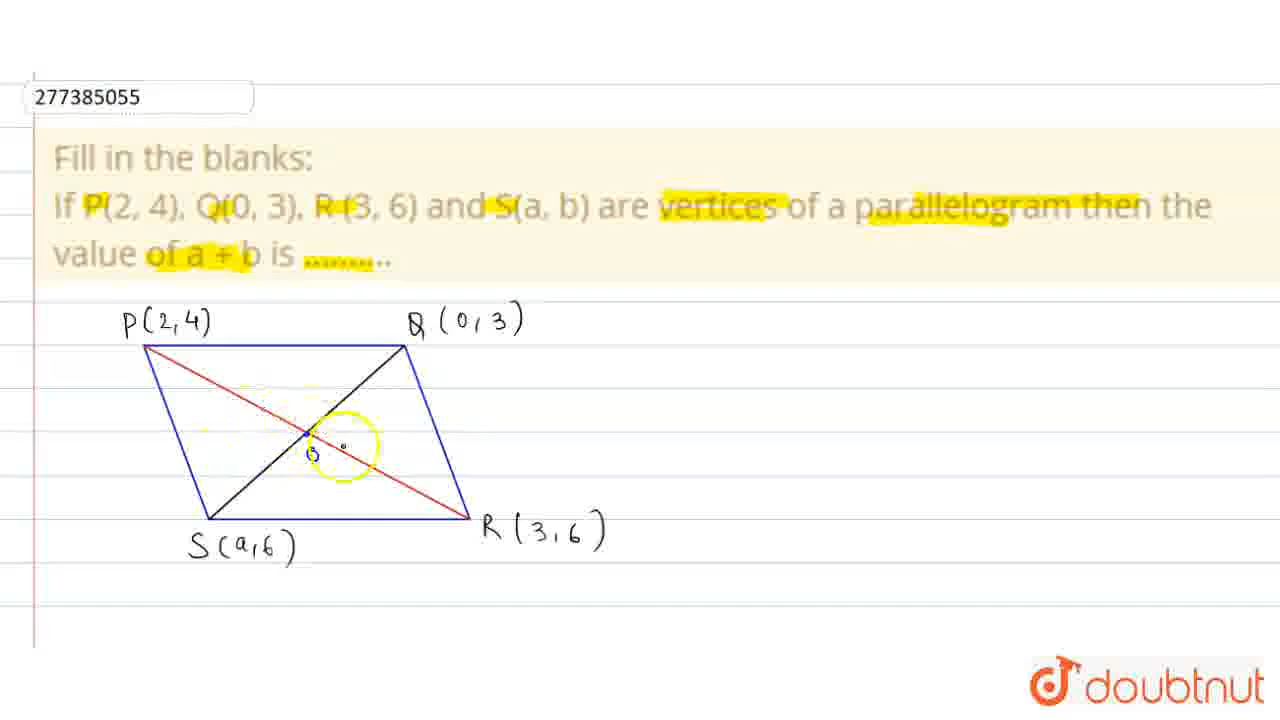 277385055
Fill in the blanks:
If P(2, 4), Q(0, 3), R (3, 6) and S(a, b) are vertices of a parallelogram then the
value of a + b is ...........
P(2,4)
Q (0, 3)
O
S(a,b)
R (3, 6)
doubtnut